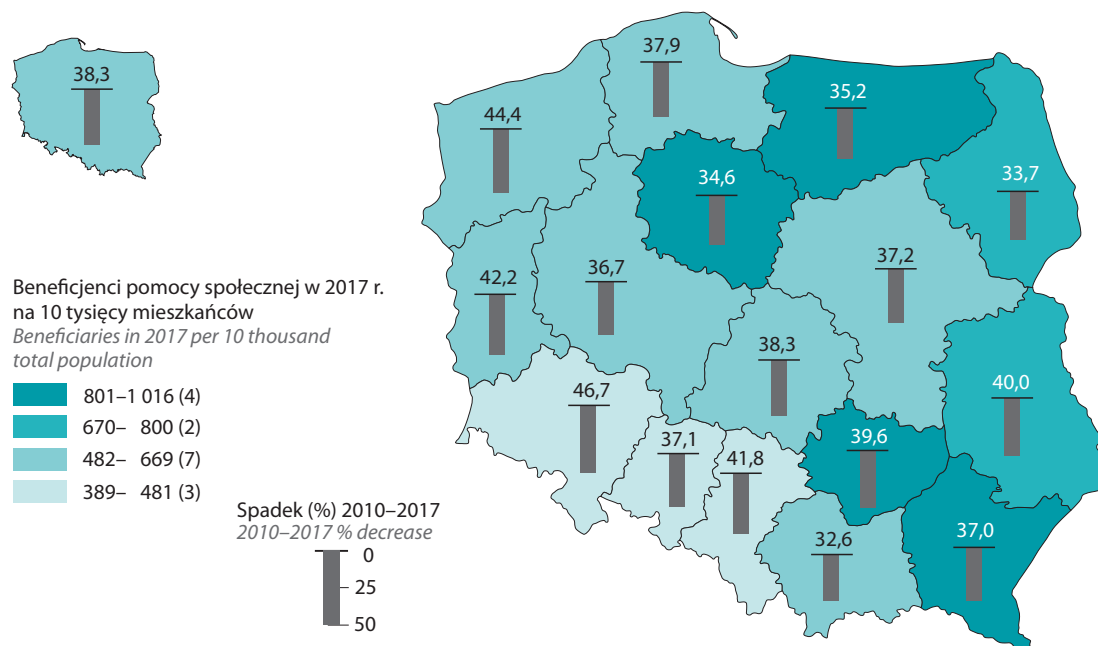 38,3
37,9
44,4
35,2
34,6
33,7
42,2
36,7
37,2
38,3
40,0
46,7
37,1
41,8
39,6
32,6
37,0
Beneficjenci pomocy społecznej w 2017 r.
na 10 tysięcy mieszkańców
Beneficiaries in 2017 per 10 thousand
total population
801–1 016 (4)
670– 800 (2)
482– 669 (7)
389– 481 (3)
Spadek (%) 2010–2017
2010–2017 % decrease
0
25
50